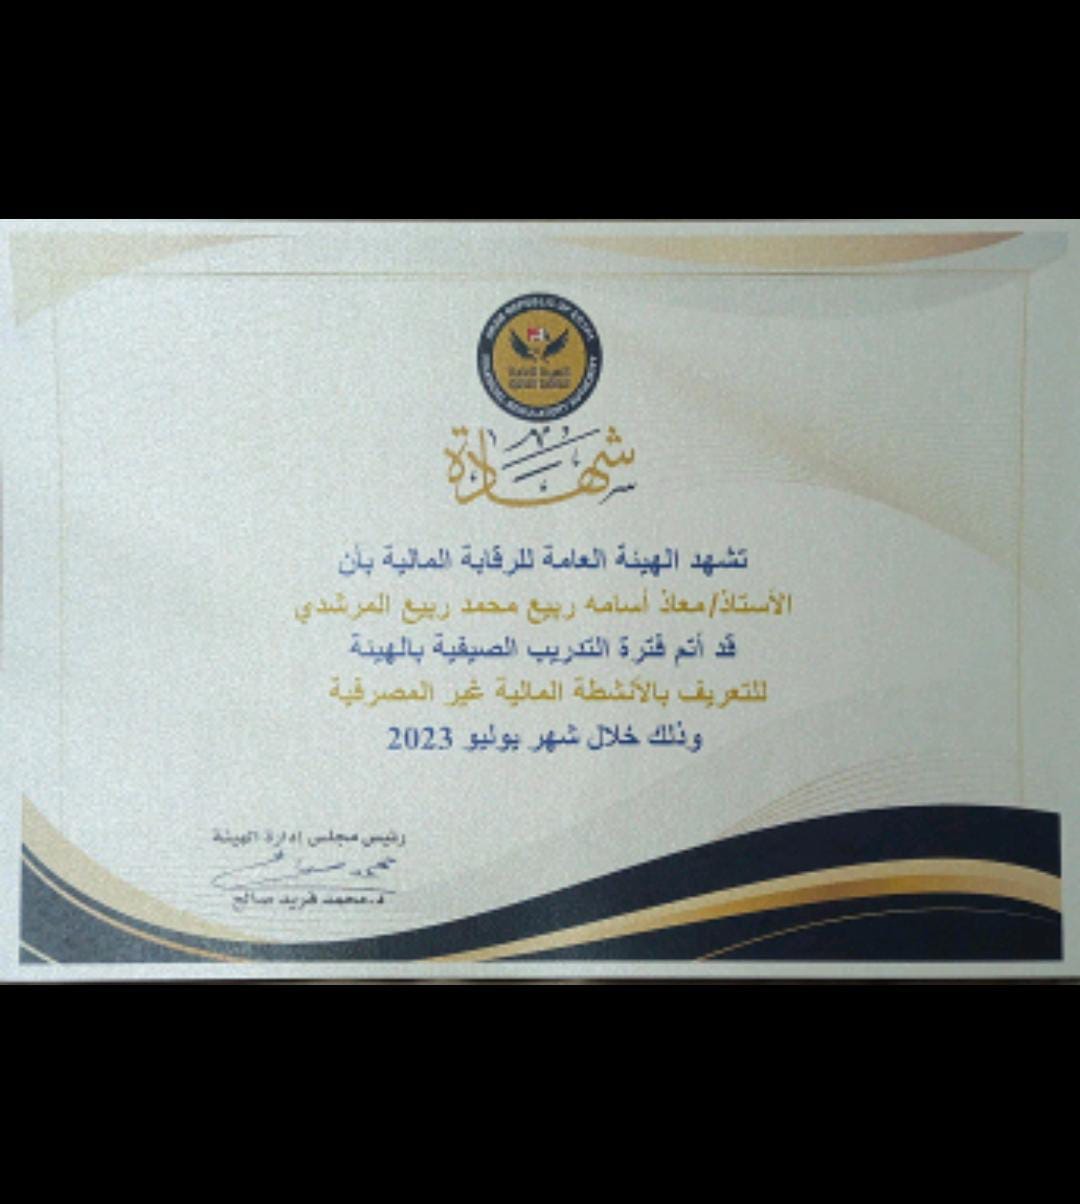 ARAB REPUBLIC OF EGYPT
الهيئة العامة للرقابة المالية
FINANCIAL REGULATORY AUTHORITY
شهادة
تشهد الهيئة العامة للرقابة المالية بأن
الأستاذ/معاذ أسامه ربيع محمد ربيع المرشدي
قد أتم فترة التدريب الصيفية بالهيئة
للتعريف بالأنشطة المالية غير المصرفية
وذلك خلال شهر يوليو 2023
رئيس مجلس إدارة الهيئة
د.محمد فريد صالح